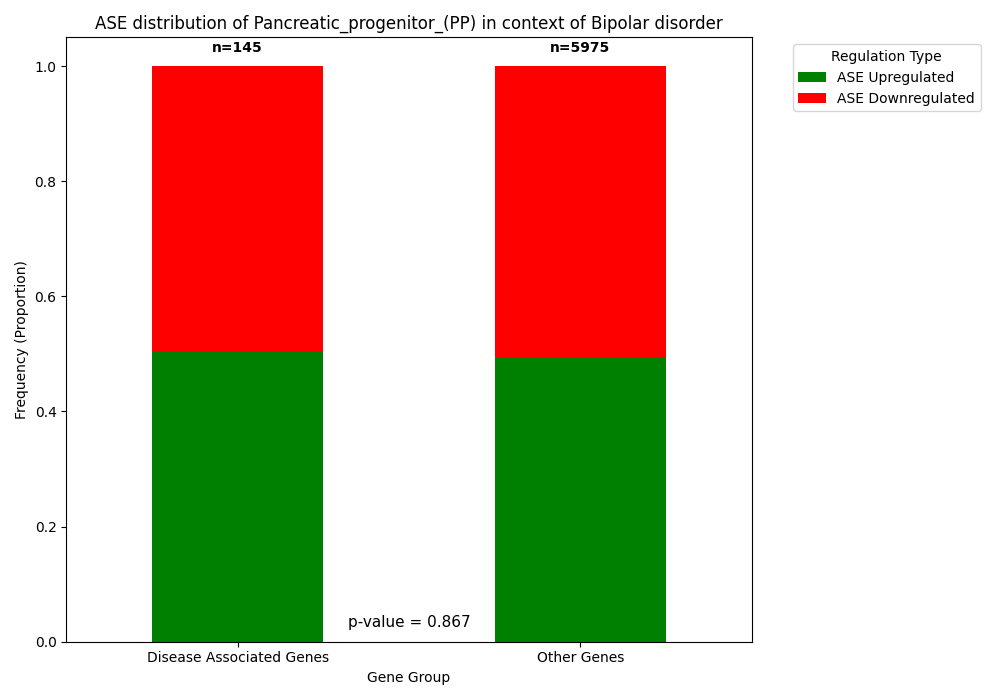 ASE distribution of Pancreatic_progenitor_(PP) in context of Bipolar disorder
n=145
n=5975
Regulation Type
ASE Upregulated
ASE Downregulated
Frequency (Proportion)
1.0
0.8
0.6
0.4
0.2
0.0
p-value = 0.867
Disease Associated Genes
Other Genes
Gene Group